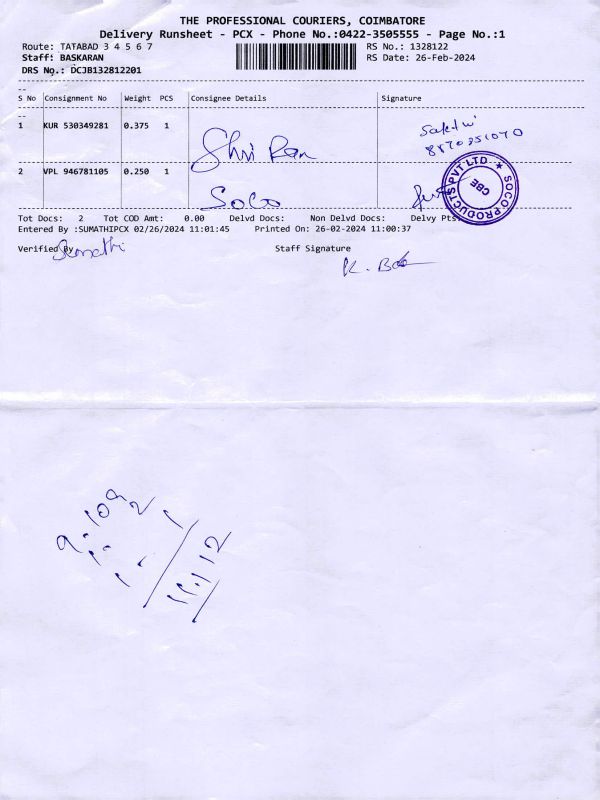 THE PROFESSIONAL COURIERS, COIMBATORE
Delivery Runsheet - PCX - Phone No.:0422-3505555 - Page No.:1
Route: TATABAD 3 4 5 6 7
RS No.: 1328122
Staff: BASKARAN
RS Date: 26-Feb-2024
DRS No.: DCJB132812201
S No Consignment No Weight PCS Consignee Details Signature
1 KUR 530349281 0.375 1 Shri Ram
2 VPL 946781105 0.250 1 SOCO
SOCO PRODUCTS PVT LTD
CBE
Tot Docs: 2 Tot COD Amt: 0.00 Delvd Docs: Non Delvd Docs: Delvy Pts
Entered By :SUMATHIPCX 02/26/2024 11:01:45 Printed On: 26-02-2024 11:00:37
Verified By Sumathi
Staff Signature